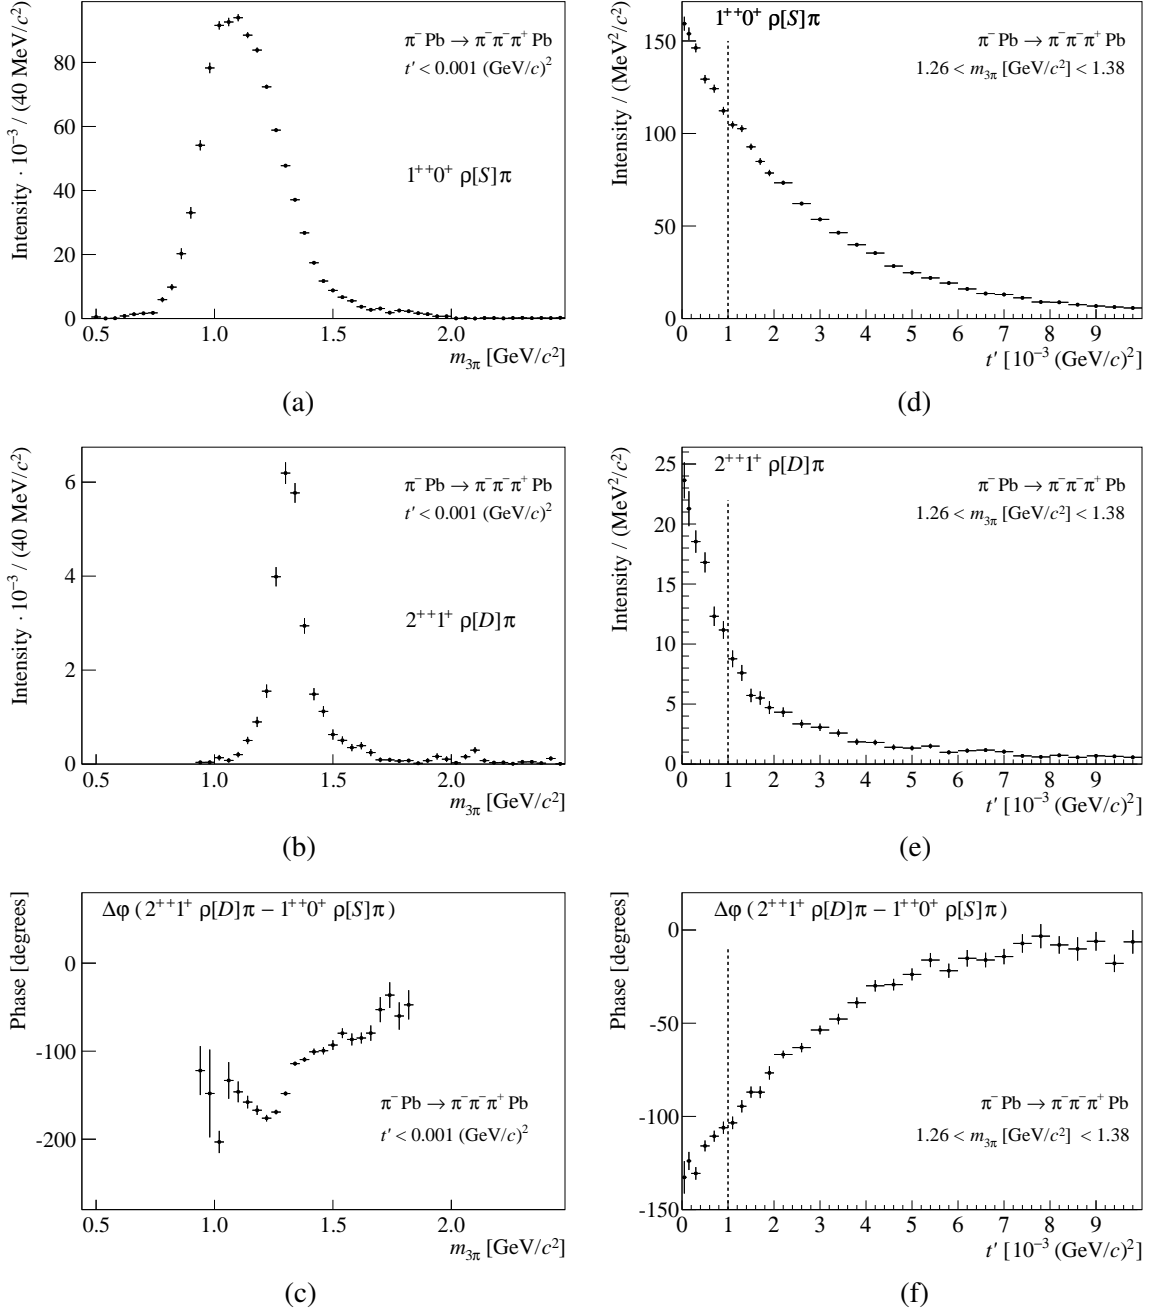 Intensity · 10⁻³ / (40 MeV/c²)
80
60
40
20
0
π⁻ Pb → π⁻π⁻π⁺ Pb
t′ < 0.001 (GeV/c)²
1⁺⁺0⁺ ρ[S]π
0.5 1.0 1.5 2.0
m₃π [GeV/c²]
(a)
Intensity / (MeV²/c²)
150
100
50
0
1⁺⁺0⁺ ρ[S]π
π⁻ Pb → π⁻π⁻π⁺ Pb
1.26 < m₃π [GeV/c²] < 1.38
0 1 2 3 4 5 6 7 8 9
t′ [10⁻³ (GeV/c)²]
(d)
Intensity · 10⁻³ / (40 MeV/c²)
6
4
2
0
π⁻ Pb → π⁻π⁻π⁺ Pb
t′ < 0.001 (GeV/c)²
2⁺⁺1⁺ ρ[D]π
0.5 1.0 1.5 2.0
m₃π [GeV/c²]
(b)
Intensity / (MeV²/c²)
25
20
15
10
5
0
2⁺⁺1⁺ ρ[D]π
π⁻ Pb → π⁻π⁻π⁺ Pb
1.26 < m₃π [GeV/c²] < 1.38
0 1 2 3 4 5 6 7 8 9
t′ [10⁻³ (GeV/c)²]
(e)
Phase [degrees]
0
-100
-200
Δφ (2⁺⁺1⁺ ρ[D]π − 1⁺⁺0⁺ ρ[S]π)
π⁻ Pb → π⁻π⁻π⁺ Pb
t′ < 0.001 (GeV/c)²
0.5 1.0 1.5 2.0
m₃π [GeV/c²]
(c)
Phase [degrees]
0
-50
-100
-150
Δφ (2⁺⁺1⁺ ρ[D]π − 1⁺⁺0⁺ ρ[S]π)
π⁻ Pb → π⁻π⁻π⁺ Pb
1.26 < m₃π [GeV/c²] < 1.38
0 1 2 3 4 5 6 7 8 9
t′ [10⁻³ (GeV/c)²]
(f)